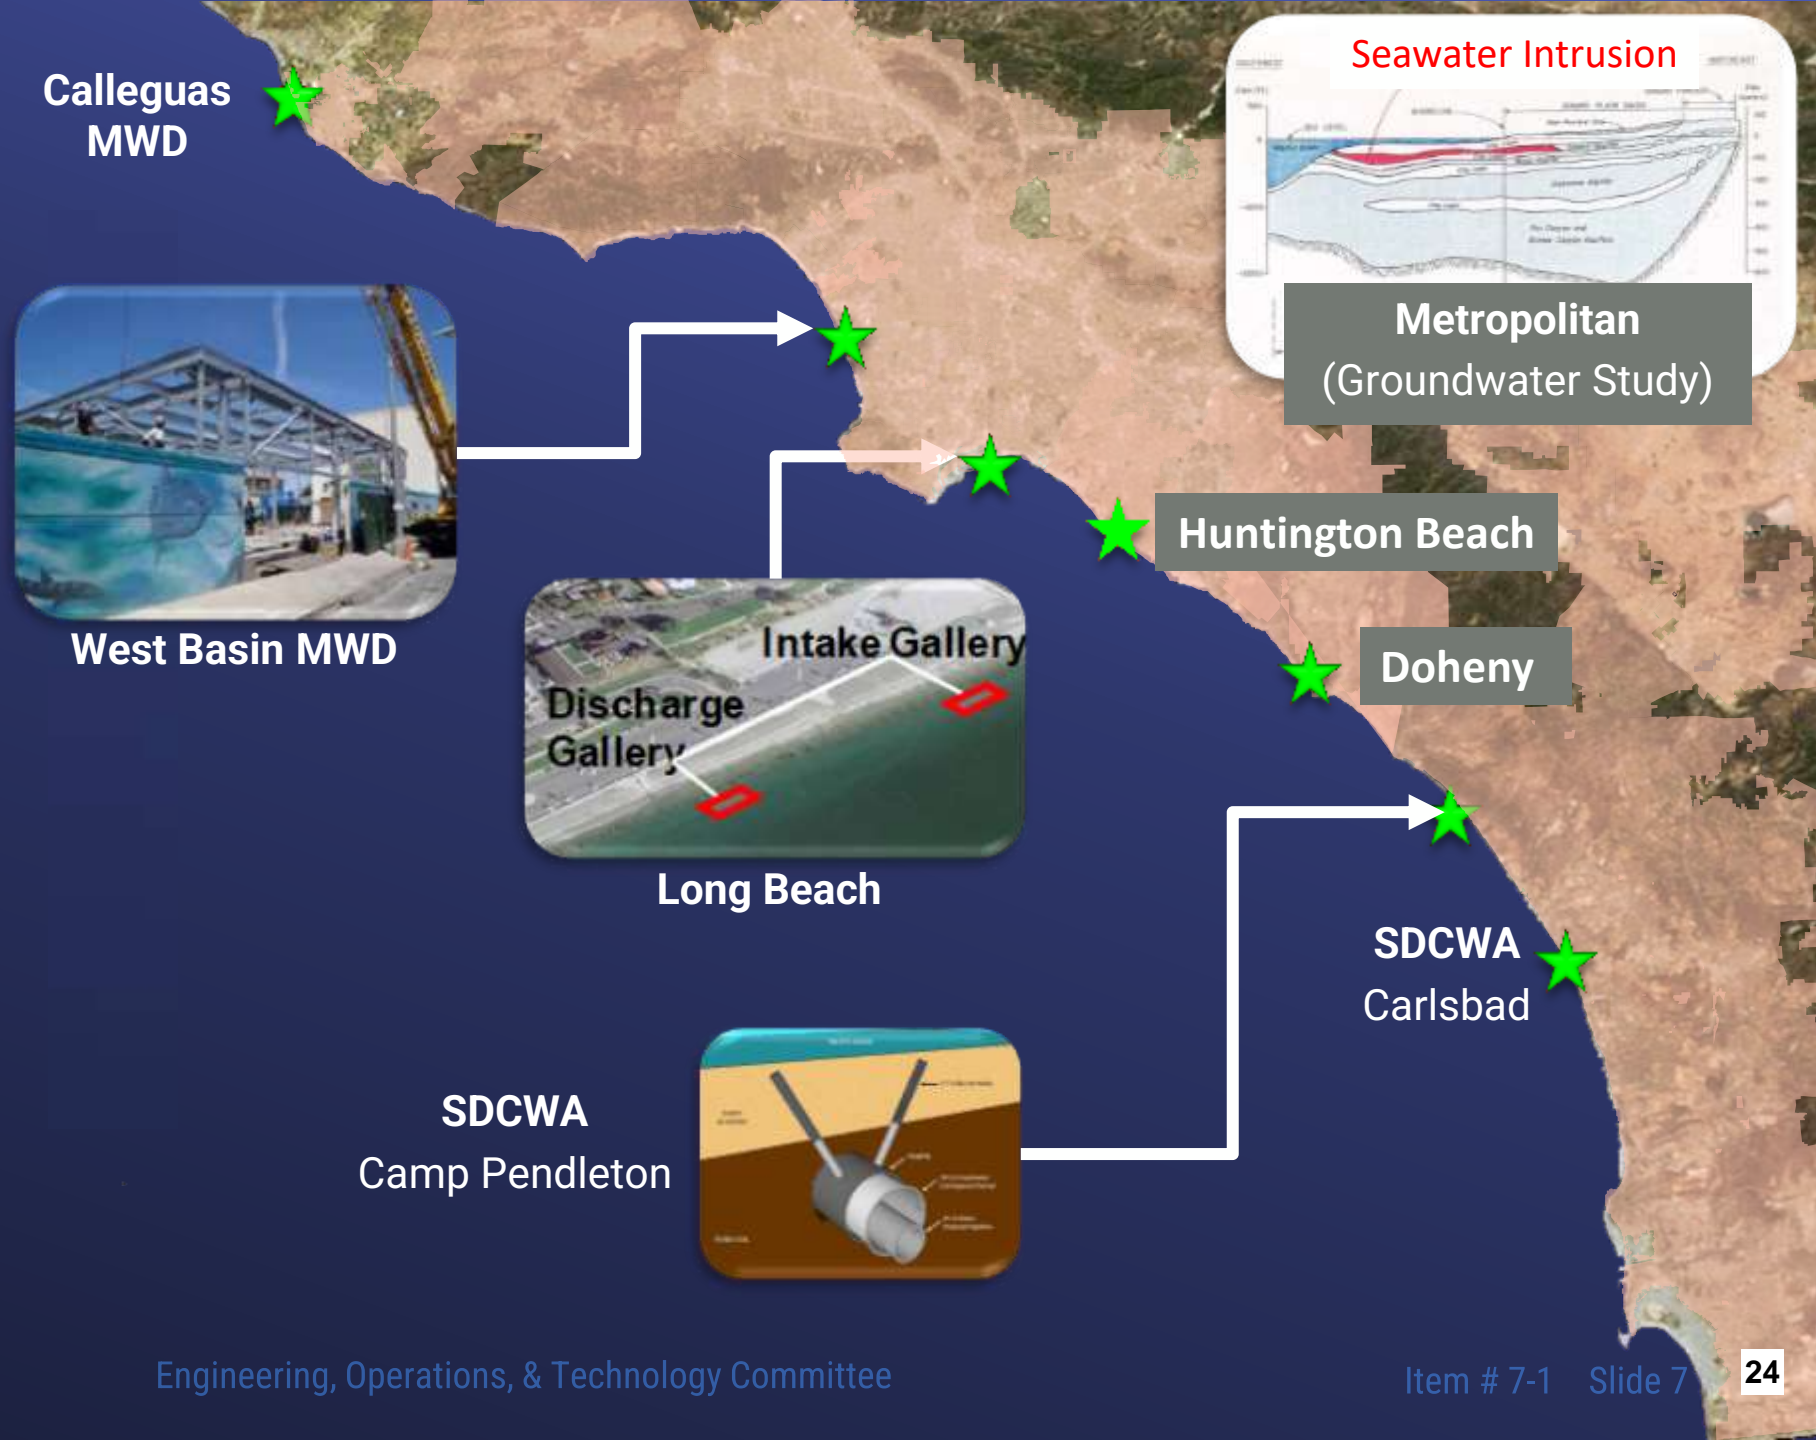 Calleguas
MWD
Seawater Intrusion
Metropolitan
(Groundwater Study)
West Basin MWD
Huntington Beach
Intake Gallery
Discharge
Gallery
Long Beach
Doheny
SDCWA
Carlsbad
SDCWA
Camp Pendleton
Engineering, Operations, & Technology Committee
Item # 7-1 Slide 7
24